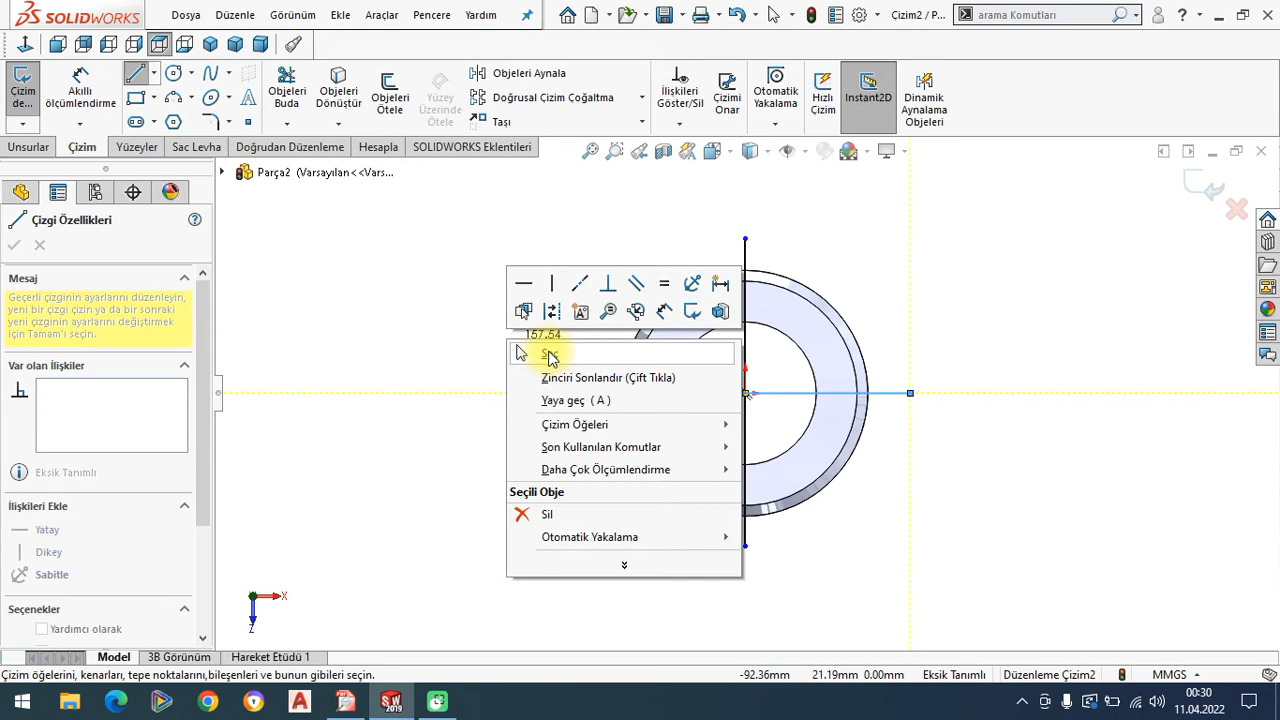 SOLIDWORKS
Dosya Düzenle Görünüm Ekle Araçlar Pencere Yardım
Çizim2 / P...
arama Komutları
Çizim de...
Akıllı ölçümlendirme
Objeleri Buda
Objeleri Dönüştür
Objeleri Ötele
Yüzey Üzerinde Ötele
Objeleri Aynala
Doğrusal Çizim Çoğaltma
Taşı
İlişkileri Göster/Sil
Çizimi Onar
Otomatik Yakalama
Hızlı Çizim
Instant2D
Dinamik Aynalama Objeleri
Unsurlar Çizim Yüzeyler Sac Levha Doğrudan Düzenleme Hesapla SOLIDWORKS Eklentileri
Parça2 (Varsayılan<<Vars...
Çizgi Özellikleri
Mesaj
Geçerli çizginin ayarlarını düzenleyin,
yeni bir çizgi çizin ya da bir sonraki
yeni çizginin ayarlarını değiştirmek
için Tamam'ı seçin.
Var olan İlişkiler
Eksik Tanımlı
İlişkileri Ekle
Yatay
Dikey
Sabitle
Seçenekler
Yardımcı olarak
157.54
Seç
Zinciri Sonlandır (Çift Tıkla)
Yaya geç ( A )
Çizim Öğeleri
Son Kullanılan Komutlar
Daha Çok Ölçümlendirme
Seçili Obje
Sil
Otomatik Yakalama
X
Z
Model 3B Görünüm Hareket Etüdü 1
Çizim öğelerini, kenarları, tepe noktalarını,bileşenleri ve bunun gibileri seçin.
-92.36mm 21.19mm 0.00mm Eksik Tanımlı Düzenleme Çizim2 MMGS
SW
2019
00:30
11.04.2022